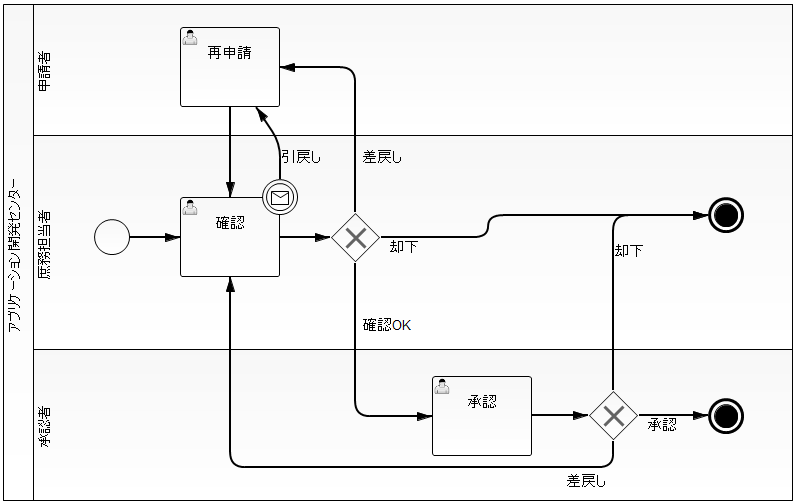 アプリケーション開発センター
申請者
再申請
引戻し
差戻し
庶務担当者
確認
却下
却下
確認OK
承認者
承認
承認
差戻し